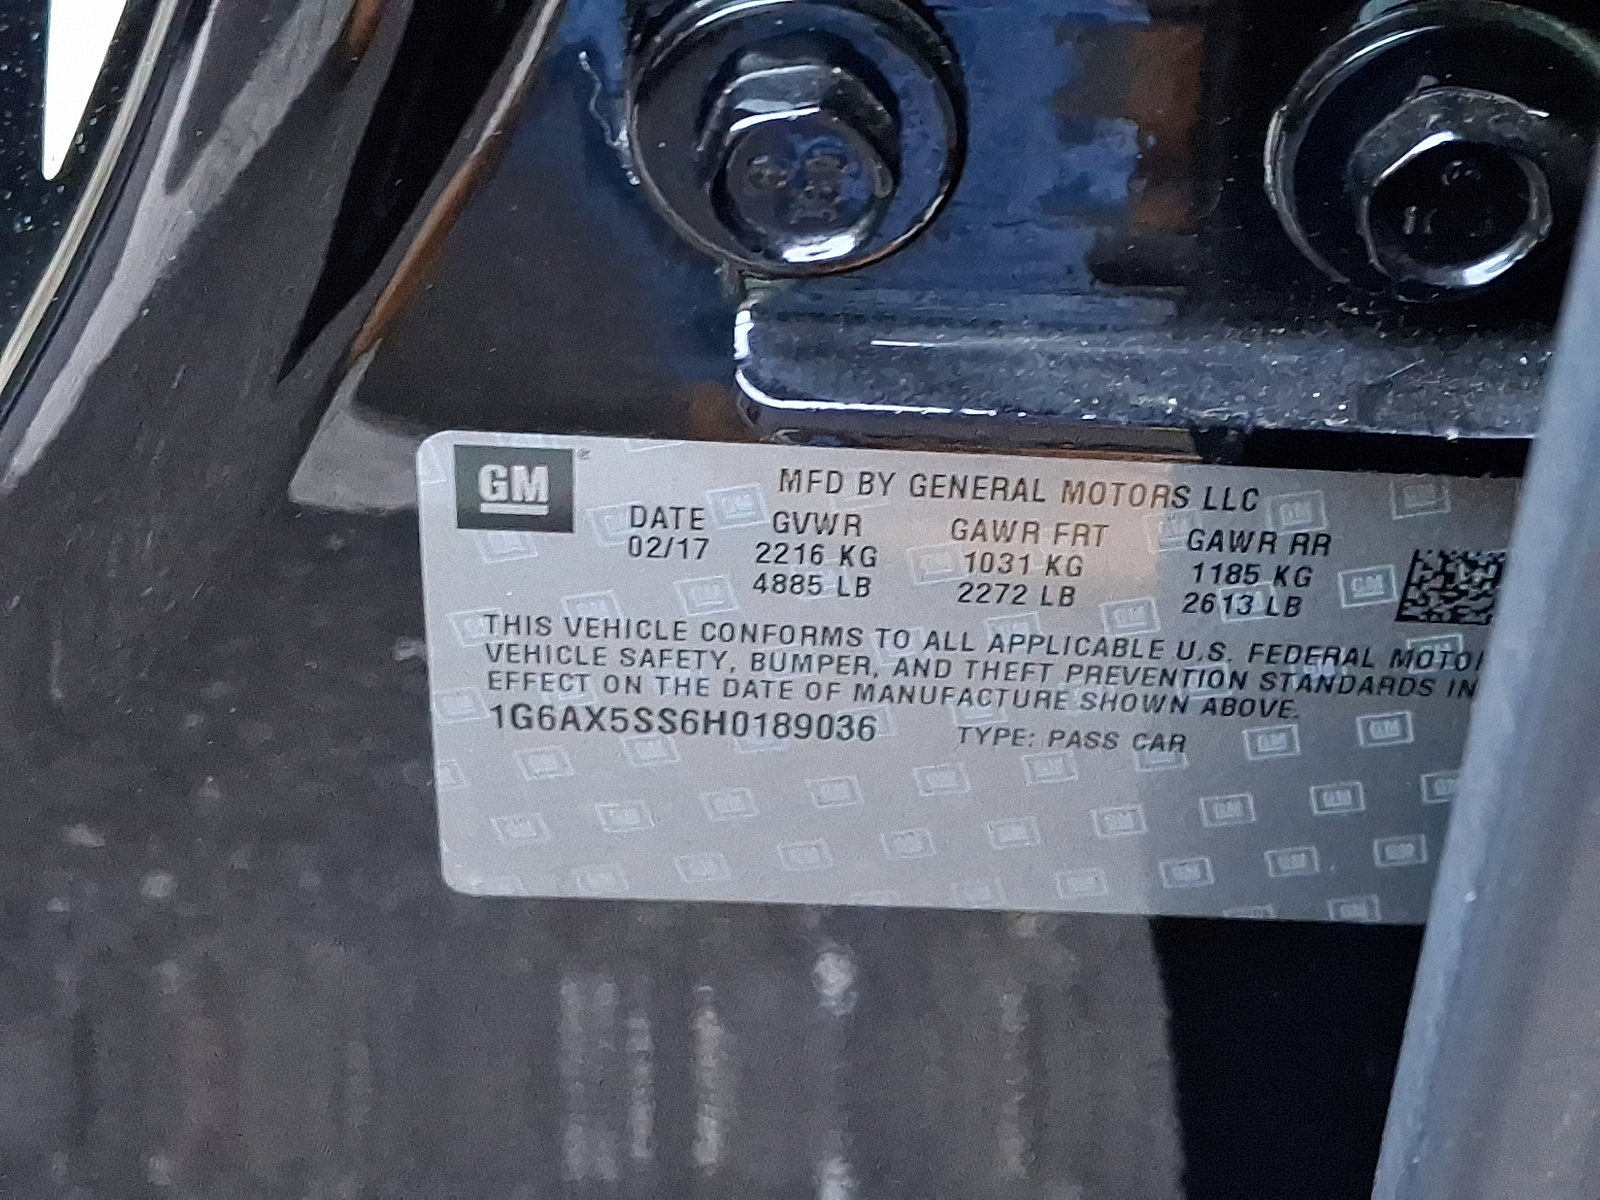 GM®
MFD BY GENERAL MOTORS LLC
DATE GVWR GAWR FRT GAWR RR
02/17 2216 KG 1031 KG 1185 KG
4885 LB 2272 LB 2613 LB
THIS VEHICLE CONFORMS TO ALL APPLICABLE U.S. FEDERAL MOTO
VEHICLE SAFETY, BUMPER, AND THEFT PREVENTION STANDARDS IN
EFFECT ON THE DATE OF MANUFACTURE SHOWN ABOVE.
1G6AX5SS6H0189036 TYPE: PASS CAR